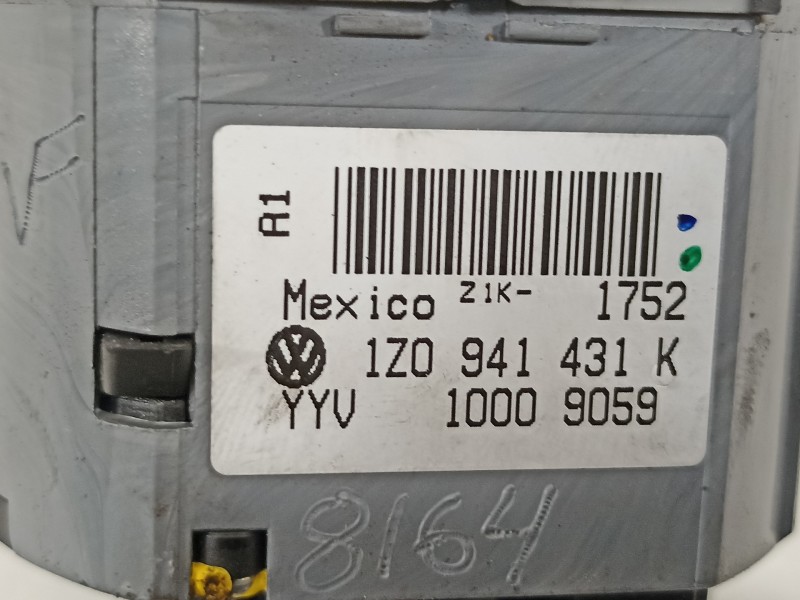 A1
Mexico Z1K- 1752
1Z0 941 431 K
YYV 1000 9059
8164